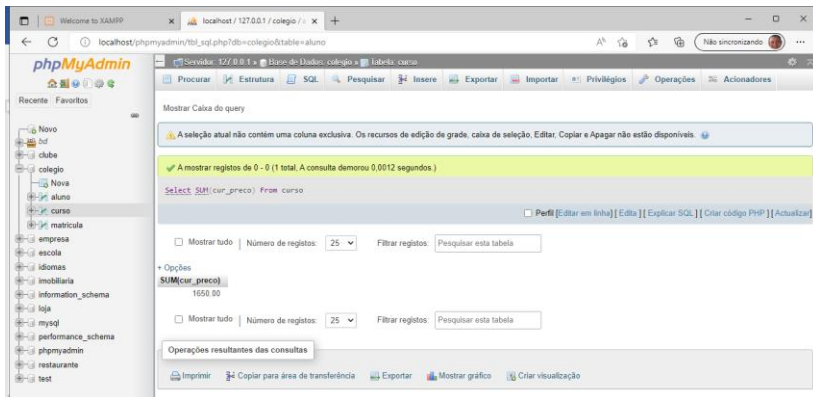 Welcome to XAMPP
localhost / 127.0.0.1 / colegio / a
localhost/phpmyadmin/tbl_sql.php?db=colegio&table=aluno
Não sincronizando
phpMyAdmin
Recente Favoritos
Novo
bd
clube
colegio
Nova
aluno
curso
matricula
empresa
escola
idiomas
imobiliaria
information_schema
loja
mysql
performance_schema
phpmyadmin
restaurante
test
Servidor: 127.0.0.1 » Base de Dados: colegio » Tabela: curso
Procurar Estrutura SQL Pesquisar Insere Exportar Importar Privilégios Operações Acionadores
Mostrar Caixa do query
A seleção atual não contém uma coluna exclusiva. Os recursos de edição de grade, caixa de seleção, Editar, Copiar e Apagar não estão disponíveis.
A mostrar registos de 0 - 0 (1 total, A consulta demorou 0,0012 segundos.)
Select SUM(cur_preco) From curso
Perfil [Editar em linha] [ Edita ] [ Explicar SQL ] [ Criar código PHP ] [ Actualizar]
Mostrar tudo | Número de registos: 25 Filtrar registos: Pesquisar esta tabela
+ Opções
SUM(cur_preco)
1650.00
Mostrar tudo | Número de registos: 25 Filtrar registos: Pesquisar esta tabela
Operações resultantes das consultas
Imprimir Copiar para área de transferência Exportar Mostrar gráfico Criar visualização